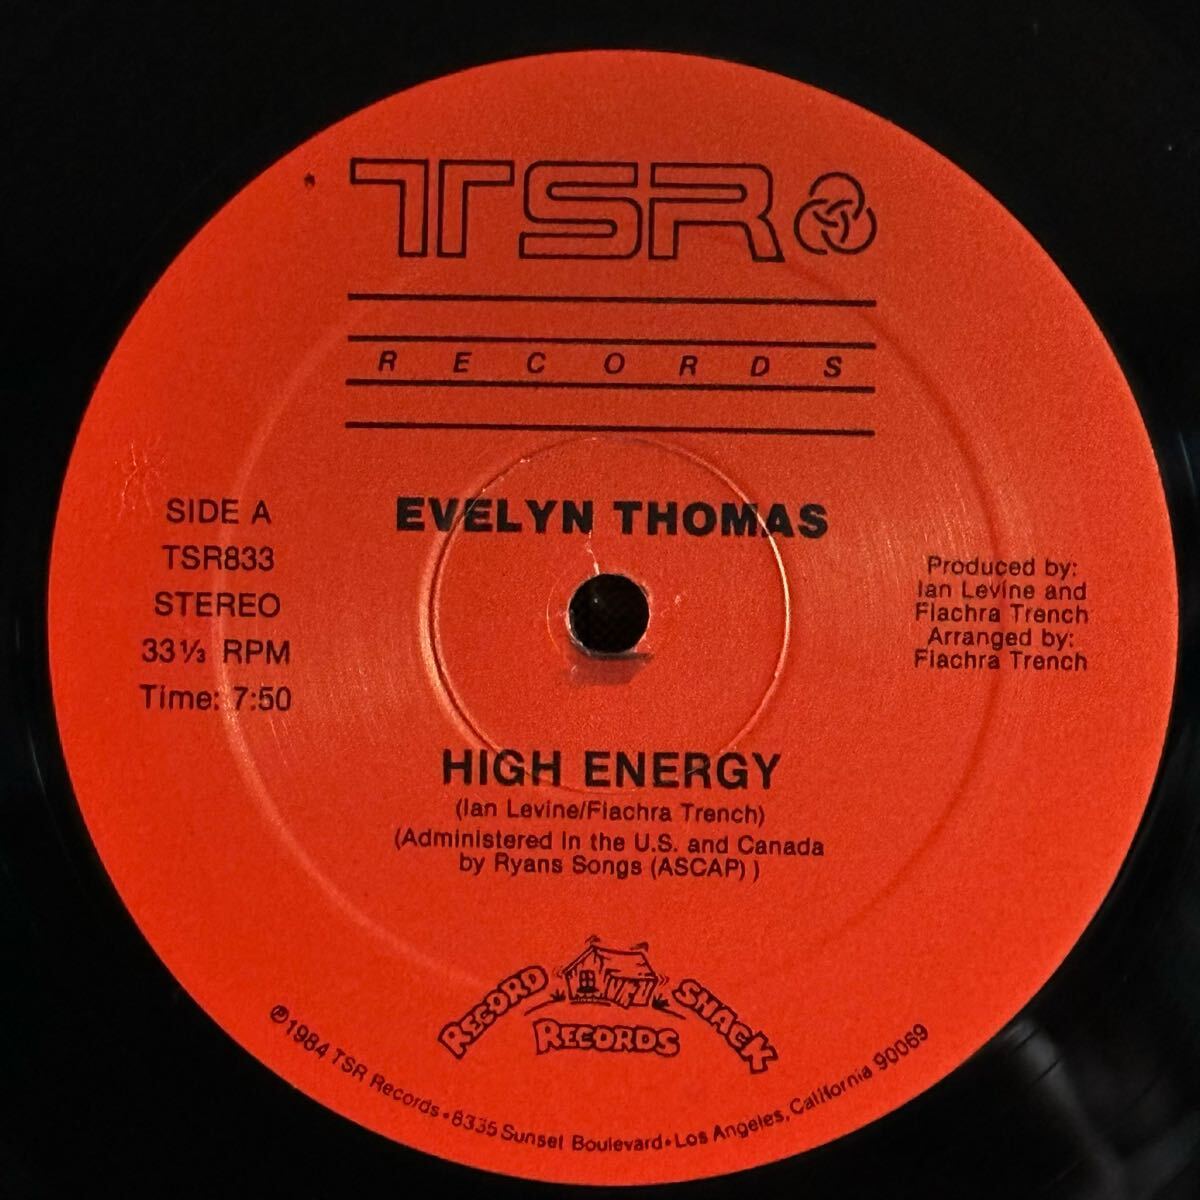 TSR
RECORDS
EVELYN THOMAS
SIDE A
TSR833
STEREO
33 1/3 RPM
Time: 7:50
Produced by:
Ian Levine and
Fiachra Trench
Arranged by:
Fiachra Trench
HIGH ENERGY
(Ian Levine/Fiachra Trench)
(Administered in the U.S. and Canada
by Ryans Songs (ASCAP) )
RECORD SHACK
RECORDS
℗1984 TSR Records•8335 Sunset Boulevard•Los Angeles, California 90069